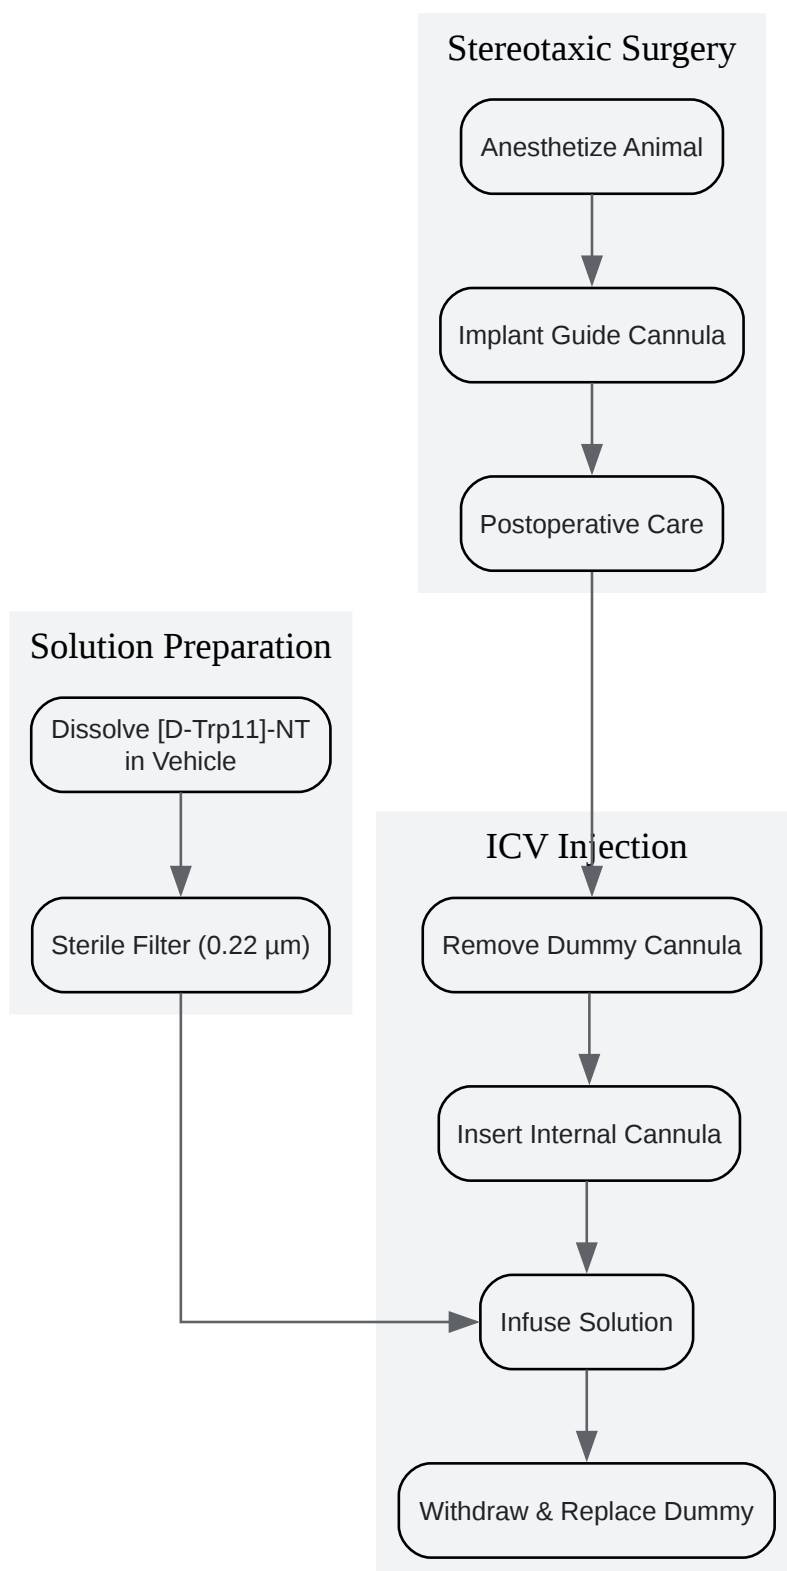 Stereotaxic Surgery
Anesthetize Animal
Implant Guide Cannula
Postoperative Care
Solution Preparation
Dissolve [D-Trp11]-NT
in Vehicle
Sterile Filter (0.22 µm)
ICV Injection
Remove Dummy Cannula
Insert Internal Cannula
Infuse Solution
Withdraw & Replace Dummy